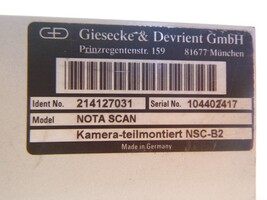 Giesecke & Devrient GmbH
Prinzregentenstr. 159 81677 München
Ident No. 214127031 Serial No. 104402417
Model NOTA SCAN
Kamera-teilmontiert NSC-B2
Made in Germany